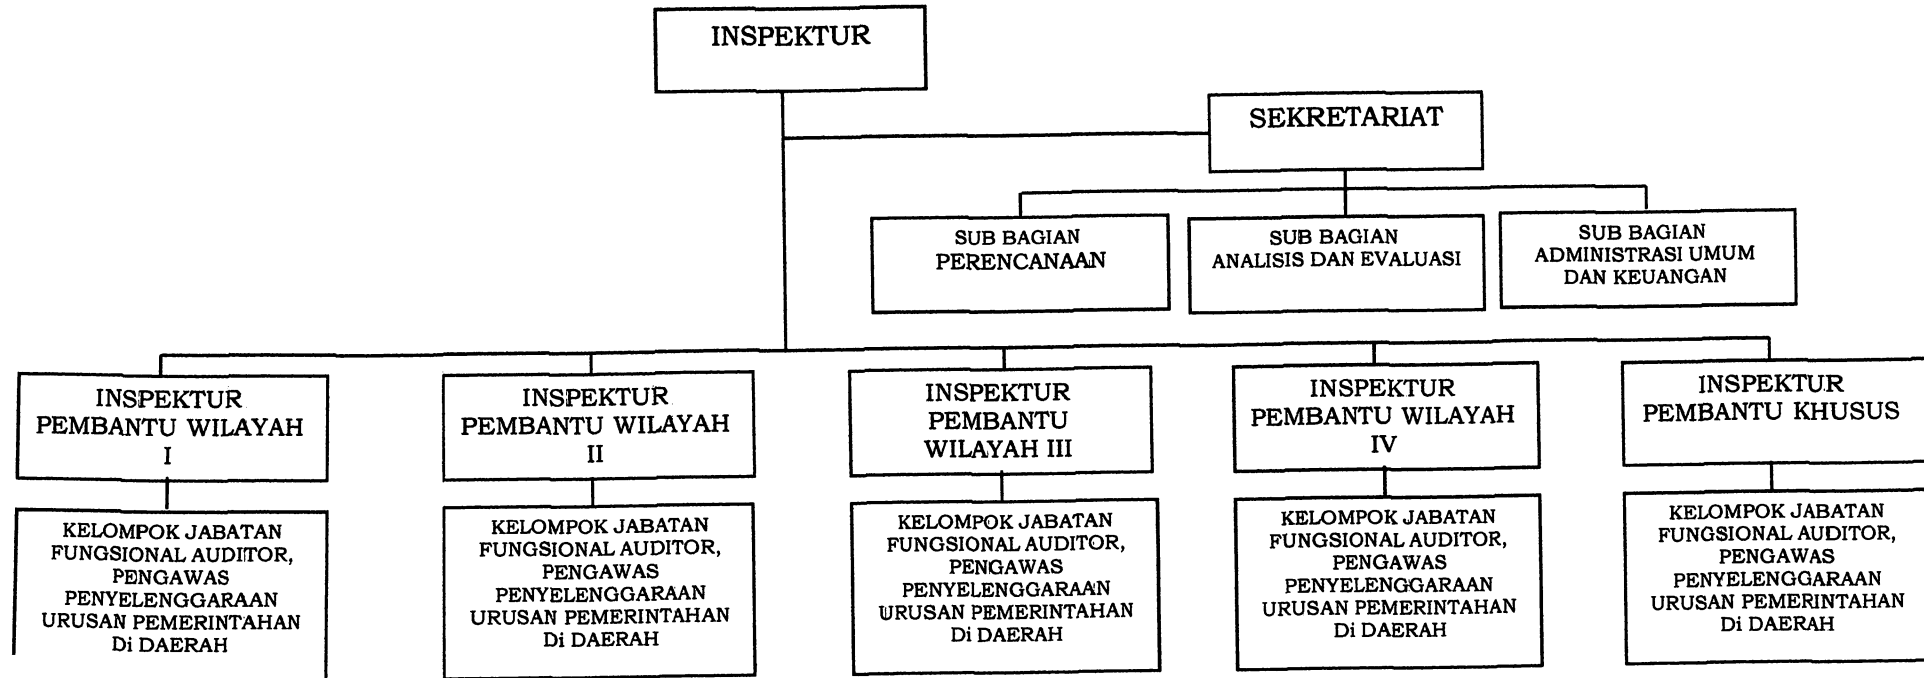 INSPEKTUR
SEKRETARIAT
SUB BAGIAN
PERENCANAAN
SUB BAGIAN
ANALISIS DAN EVALUASI
SUB BAGIAN
ADMINISTRASI UMUM
DAN KEUANGAN
INSPEKTUR
PEMBANTU WILAYAH
I
INSPEKTUR
PEMBANTU WILAYAH
II
INSPEKTUR
PEMBANTU
WILAYAH III
INSPEKTUR
PEMBANTU WILAYAH
IV
INSPEKTUR
PEMBANTU KHUSUS
KELOMPOK JABATAN
FUNGSIONAL AUDITOR,
PENGAWAS
PENYELENGGARAAN
URUSAN PEMERINTAHAN
Di DAERAH
KELOMPOK JABATAN
FUNGSIONAL AUDITOR,
PENGAWAS
PENYELENGGARAAN
URUSAN PEMERINTAHAN
Di DAERAH
KELOMPOK JABATAN
FUNGSIONAL AUDITOR,
PENGAWAS
PENYELENGGARAAN
URUSAN PEMERINTAHAN
Di DAERAH
KELOMPOK JABATAN
FUNGSIONAL AUDITOR,
PENGAWAS
PENYELENGGARAAN
URUSAN PEMERINTAHAN
Di DAERAH
KELOMPOK JABATAN
FUNGSIONAL AUDITOR,
PENGAWAS
PENYELENGGARAAN
URUSAN PEMERINTAHAN
Di DAERAH